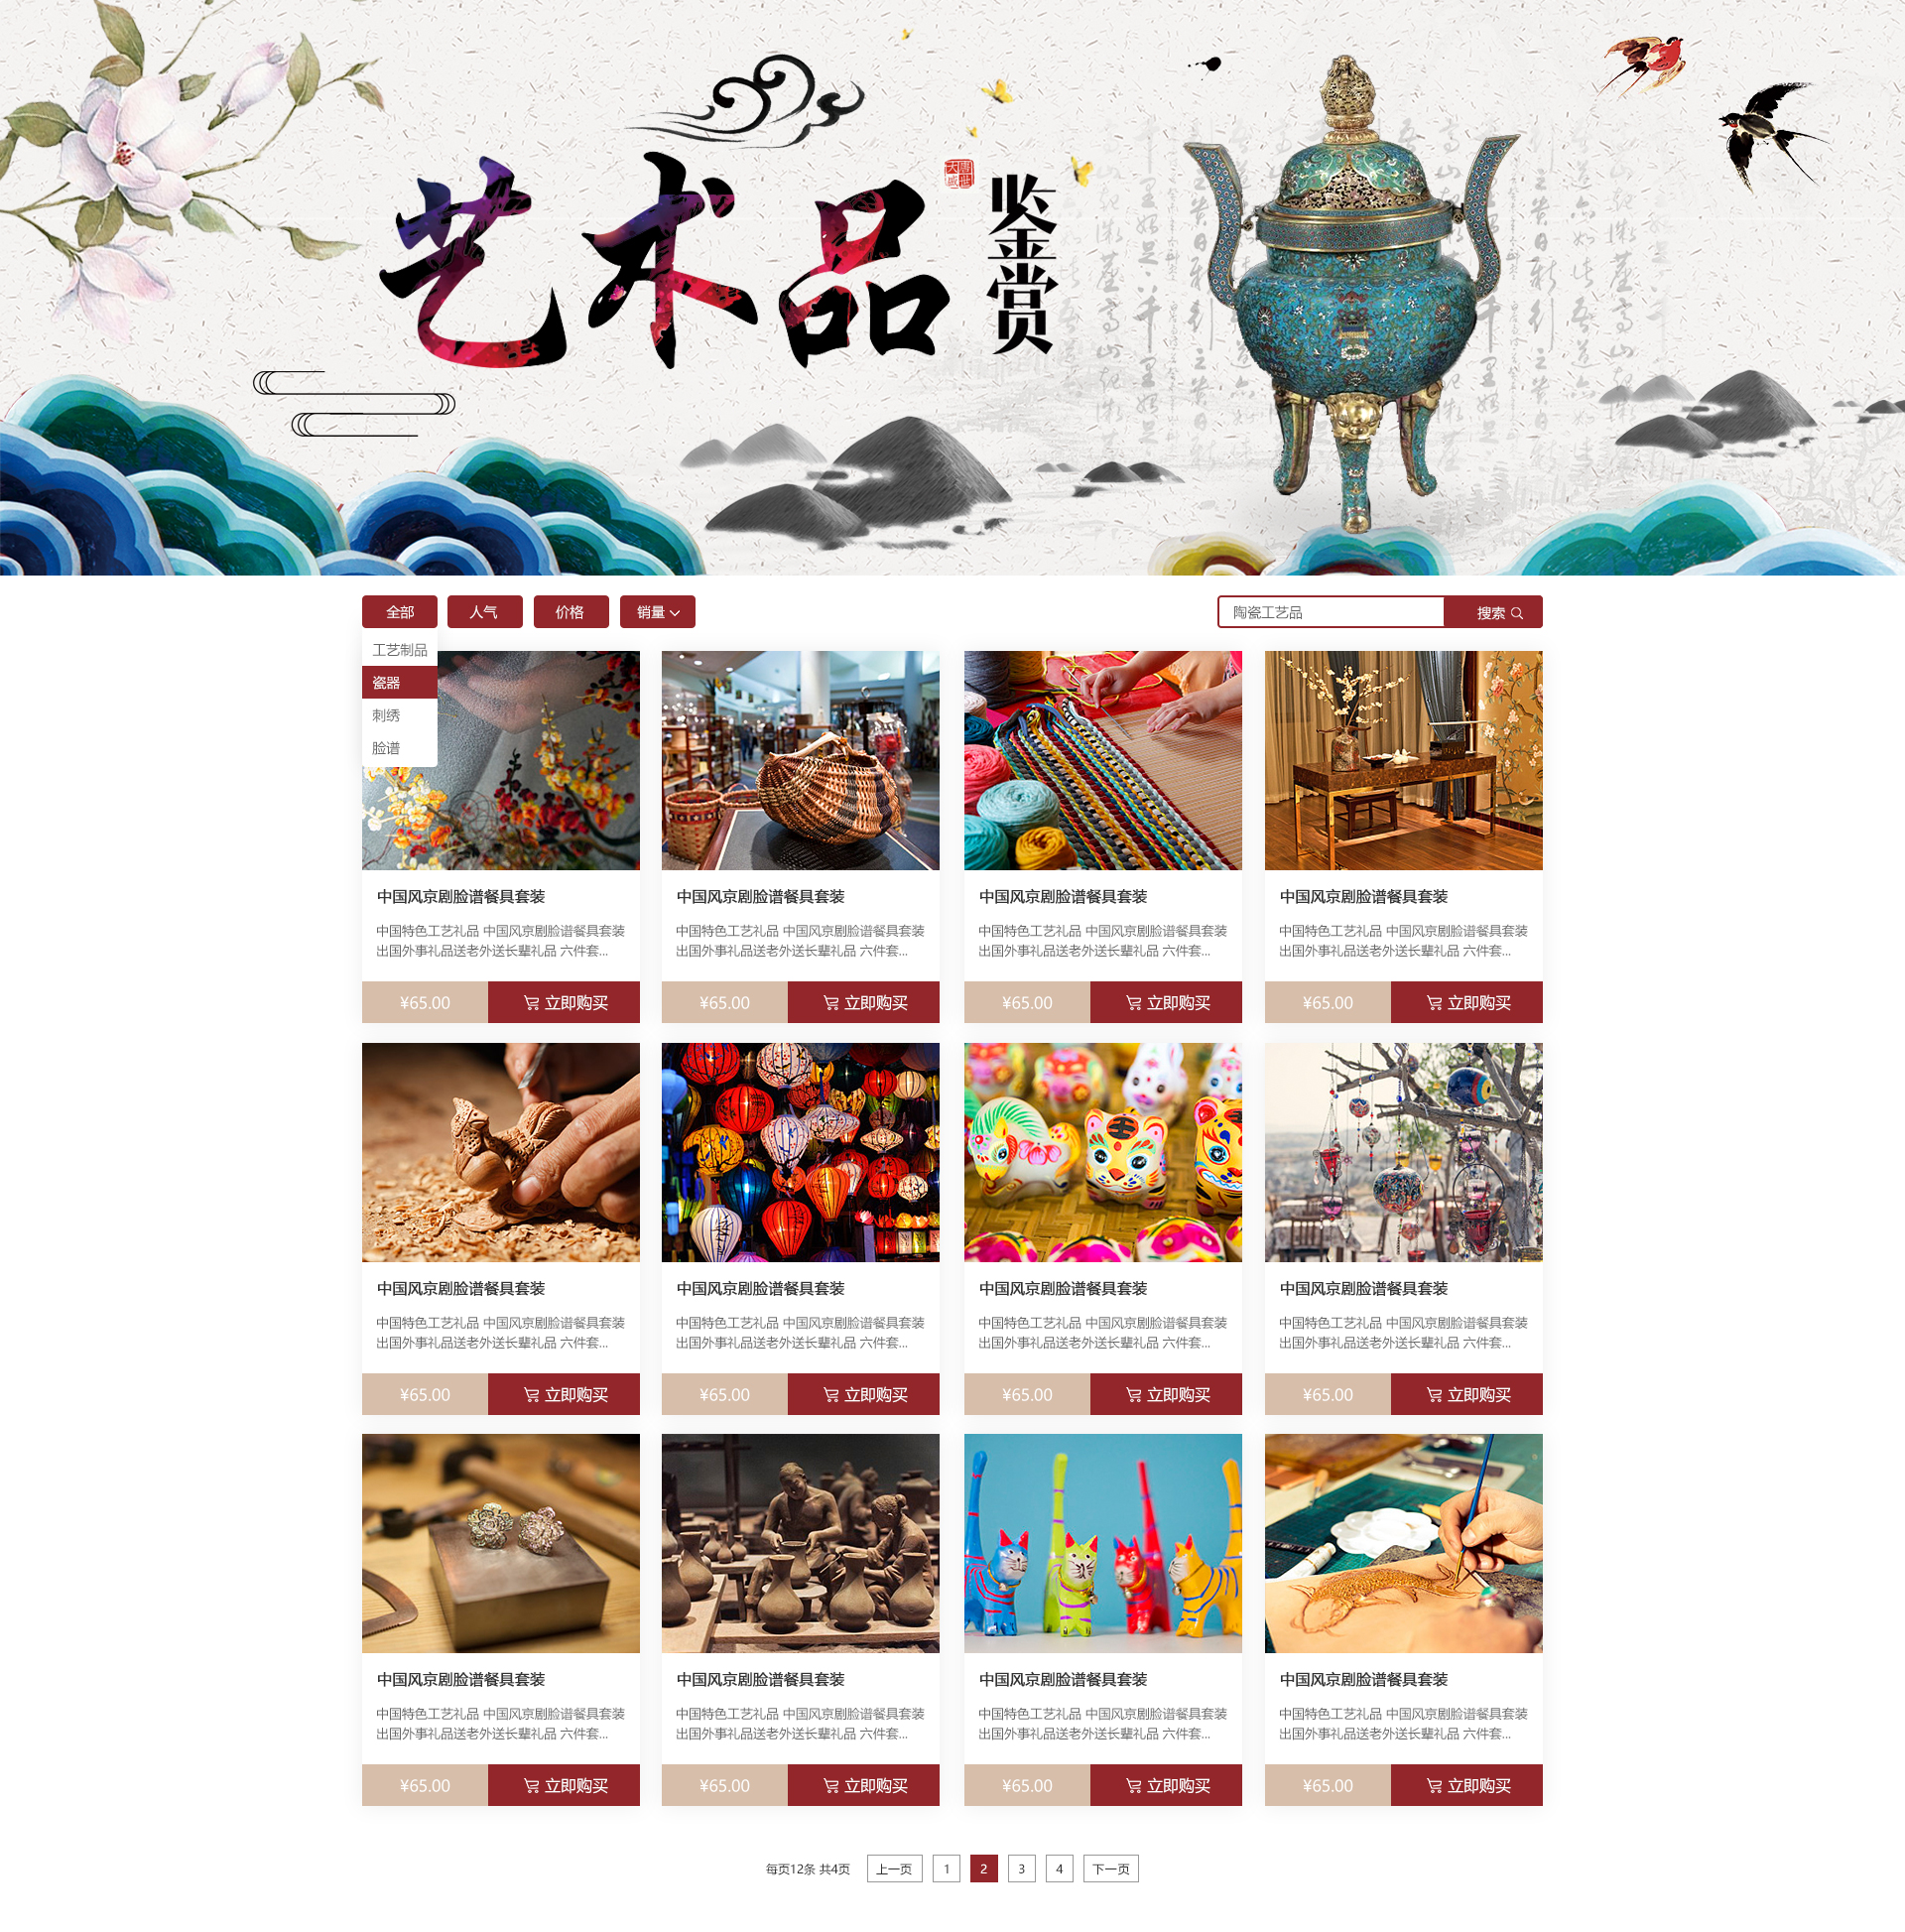 艺术品
鉴赏
全部
人气
价格
销量
陶瓷工艺品
搜索
工艺制品
瓷器
刺绣
脸谱
中国风京剧脸谱餐具套装
中国特色工艺礼品 中国风京剧脸谱餐具套装
出国外事礼品送老外送长辈礼品 六件套...
¥65.00
立即购买
中国风京剧脸谱餐具套装
中国特色工艺礼品 中国风京剧脸谱餐具套装
出国外事礼品送老外送长辈礼品 六件套...
¥65.00
立即购买
中国风京剧脸谱餐具套装
中国特色工艺礼品 中国风京剧脸谱餐具套装
出国外事礼品送老外送长辈礼品 六件套...
¥65.00
立即购买
中国风京剧脸谱餐具套装
中国特色工艺礼品 中国风京剧脸谱餐具套装
出国外事礼品送老外送长辈礼品 六件套...
¥65.00
立即购买
中国风京剧脸谱餐具套装
中国特色工艺礼品 中国风京剧脸谱餐具套装
出国外事礼品送老外送长辈礼品 六件套...
¥65.00
立即购买
中国风京剧脸谱餐具套装
中国特色工艺礼品 中国风京剧脸谱餐具套装
出国外事礼品送老外送长辈礼品 六件套...
¥65.00
立即购买
中国风京剧脸谱餐具套装
中国特色工艺礼品 中国风京剧脸谱餐具套装
出国外事礼品送老外送长辈礼品 六件套...
¥65.00
立即购买
中国风京剧脸谱餐具套装
中国特色工艺礼品 中国风京剧脸谱餐具套装
出国外事礼品送老外送长辈礼品 六件套...
¥65.00
立即购买
中国风京剧脸谱餐具套装
中国特色工艺礼品 中国风京剧脸谱餐具套装
出国外事礼品送老外送长辈礼品 六件套...
¥65.00
立即购买
中国风京剧脸谱餐具套装
中国特色工艺礼品 中国风京剧脸谱餐具套装
出国外事礼品送老外送长辈礼品 六件套...
¥65.00
立即购买
中国风京剧脸谱餐具套装
中国特色工艺礼品 中国风京剧脸谱餐具套装
出国外事礼品送老外送长辈礼品 六件套...
¥65.00
立即购买
中国风京剧脸谱餐具套装
中国特色工艺礼品 中国风京剧脸谱餐具套装
出国外事礼品送老外送长辈礼品 六件套...
¥65.00
立即购买
每页12条 共4页 上一页 1 2 3 4 下一页